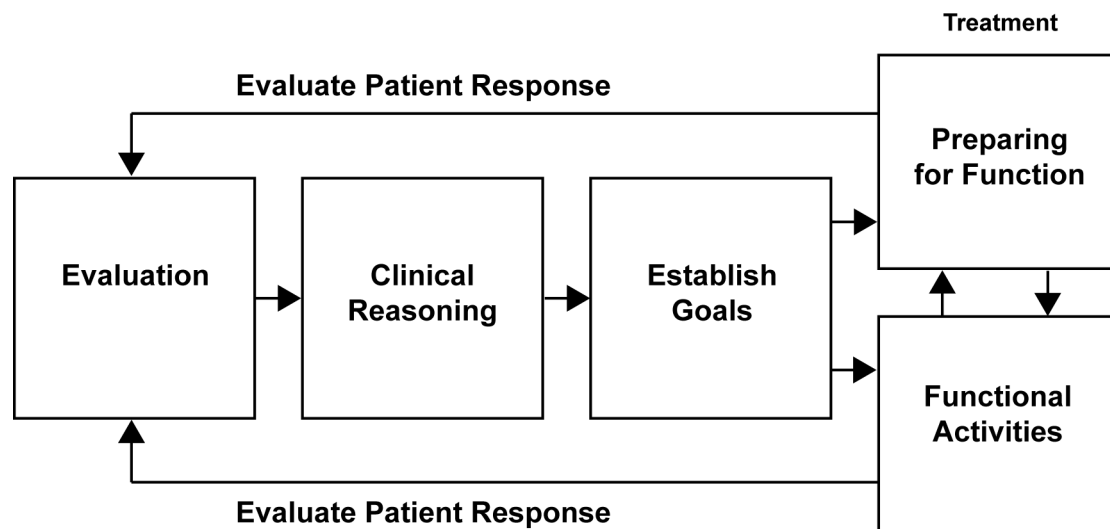 Treatment
Evaluate Patient Response
Preparing
for Function
Evaluation
Clinical
Reasoning
Establish
Goals
Functional
Activities
Evaluate Patient Response